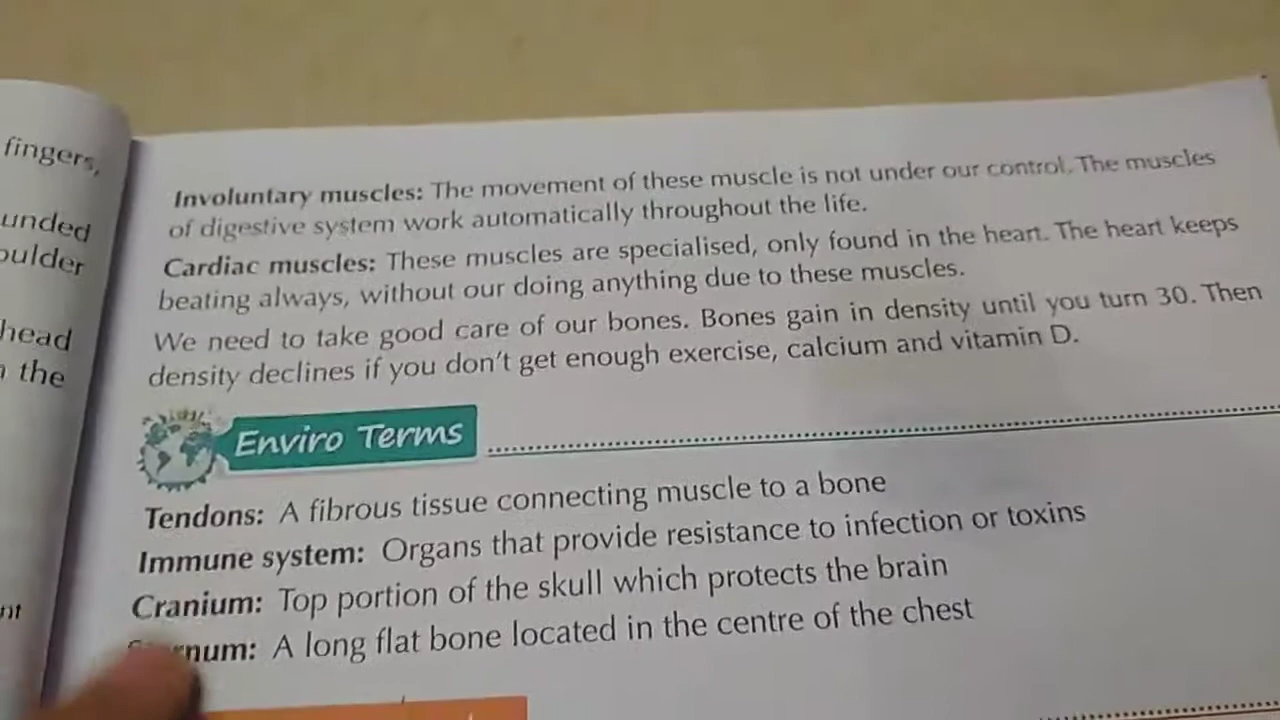 fingers,
unded
oulder
head
the
nt
Involuntary muscles: The movement of these muscle is not under our control. The muscles
of digestive system work automatically throughout the life.
Cardiac muscles: These muscles are specialised, only found in the heart. The heart keeps
beating always, without our doing anything due to these muscles.
We need to take good care of our bones. Bones gain in density until you turn 30. Then
density declines if you don't get enough exercise, calcium and vitamin D.
Enviro Terms
Tendons: A fibrous tissue connecting muscle to a bone
Immune system: Organs that provide resistance to infection or toxins
Cranium: Top portion of the skull which protects the brain
num: A long flat bone located in the centre of the chest